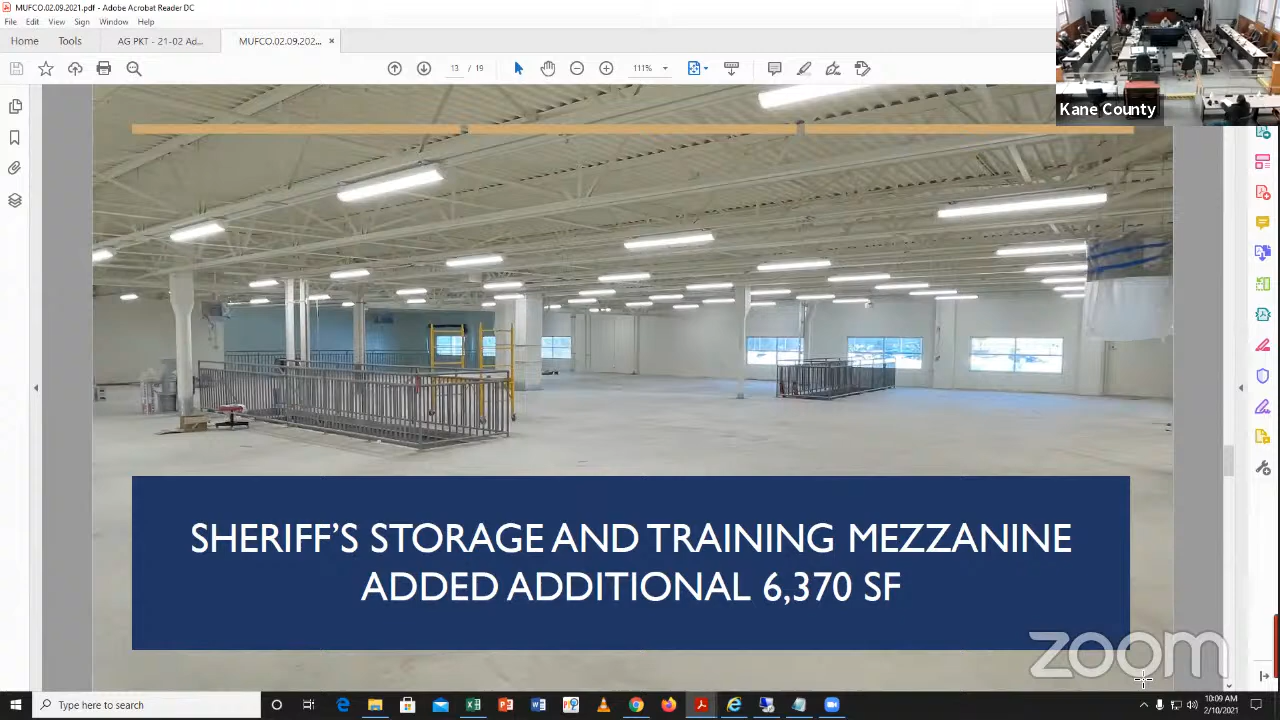 MUFCO.02.09.2021.pdf - Adobe Acrobat Reader DC
File Edit View Sign Window Help
Home Tools AG PKT - 21-02 Ad... MUFCO.02.09.202... ×
13 19 111%
Kane County
SHERIFF'S STORAGE AND TRAINING MEZZANINE
ADDED ADDITIONAL 6,370 SF
zoom
Type here to search
10:09 AM
2/10/2021